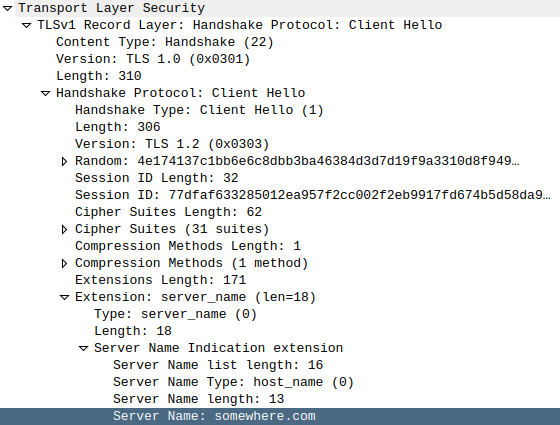 Transport Layer Security
TLSv1 Record Layer: Handshake Protocol: Client Hello
Content Type: Handshake (22)
Version: TLS 1.0 (0x0301)
Length: 310
Handshake Protocol: Client Hello
Handshake Type: Client Hello (1)
Length: 306
Version: TLS 1.2 (0x0303)
Random: 4e174137c1bb6e6c8dbb3ba46384d3d7d19f9a3310d8f949…
Session ID Length: 32
Session ID: 77dfaf633285012ea957f2cc002f2eb9917fd674b5d58da9…
Cipher Suites Length: 62
Cipher Suites (31 suites)
Compression Methods Length: 1
Compression Methods (1 method)
Extensions Length: 171
Extension: server_name (len=18)
Type: server_name (0)
Length: 18
Server Name Indication extension
Server Name list length: 16
Server Name Type: host_name (0)
Server Name length: 13
Server Name: somewhere.com